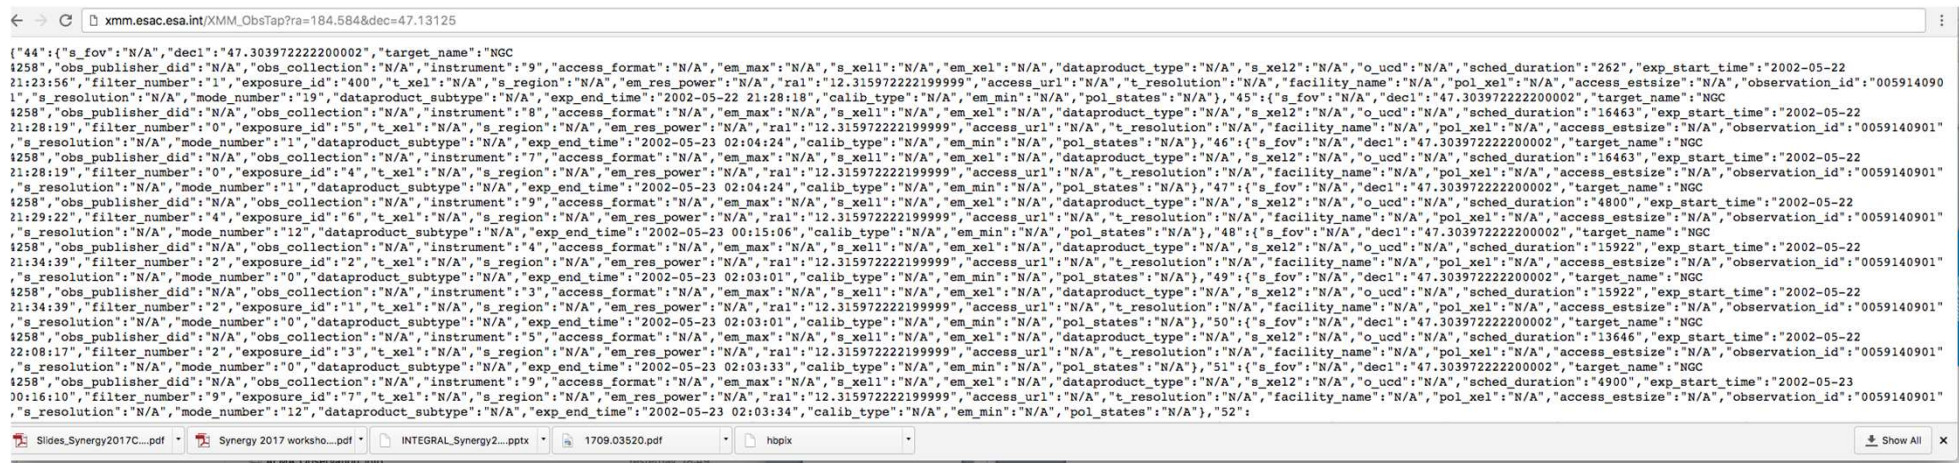 xmm.esac.esa.int/XMM_ObsTap?ra=184.584&dec=47.13125
{"44":{"s_fov":"N/A","dec1":"47.303972222200002","target_name":"NGC
4258","obs_publisher_did":"N/A","obs_collection":"N/A","instrument":"9","access_format":"N/A","em_max":"N/A","s_xel1":"N/A","em_xel":"N/A","dataproduct_type":"N/A","s_xel2":"N/A","o_ucd":"N/A","sched_duration":"262","exp_start_time":"2002-05-22
21:23:56","filter_number":"1","exposure_id":"400","t_xel":"N/A","s_region":"N/A","em_res_power":"N/A","ra1":"12.315972222199999","access_url":"N/A","t_resolution":"N/A","facility_name":"N/A","pol_xel":"N/A","access_estsize":"N/A","observation_id":"005914090
1","s_resolution":"N/A","mode_number":"19","dataproduct_subtype":"N/A","exp_end_time":"2002-05-22 21:28:18","calib_type":"N/A","em_min":"N/A","pol_states":"N/A"},"45":{"s_fov":"N/A","dec1":"47.303972222200002","target_name":"NGC
4258","obs_publisher_did":"N/A","obs_collection":"N/A","instrument":"8","access_format":"N/A","em_max":"N/A","s_xel1":"N/A","em_xel":"N/A","dataproduct_type":"N/A","s_xel2":"N/A","o_ucd":"N/A","sched_duration":"16463","exp_start_time":"2002-05-22
21:28:19","filter_number":"0","exposure_id":"5","t_xel":"N/A","s_region":"N/A","em_res_power":"N/A","ra1":"12.315972222199999","access_url":"N/A","t_resolution":"N/A","facility_name":"N/A","pol_xel":"N/A","access_estsize":"N/A","observation_id":"0059140901"
,"s_resolution":"N/A","mode_number":"1","dataproduct_subtype":"N/A","exp_end_time":"2002-05-23 02:04:24","calib_type":"N/A","em_min":"N/A","pol_states":"N/A"},"46":{"s_fov":"N/A","dec1":"47.303972222200002","target_name":"NGC
4258","obs_publisher_did":"N/A","obs_collection":"N/A","instrument":"7","access_format":"N/A","em_max":"N/A","s_xel1":"N/A","em_xel":"N/A","dataproduct_type":"N/A","s_xel2":"N/A","o_ucd":"N/A","sched_duration":"16463","exp_start_time":"2002-05-22
21:28:19","filter_number":"0","exposure_id":"4","t_xel":"N/A","s_region":"N/A","em_res_power":"N/A","ra1":"12.315972222199999","access_url":"N/A","t_resolution":"N/A","facility_name":"N/A","pol_xel":"N/A","access_estsize":"N/A","observation_id":"0059140901"
,"s_resolution":"N/A","mode_number":"1","dataproduct_subtype":"N/A","exp_end_time":"2002-05-23 02:04:24","calib_type":"N/A","em_min":"N/A","pol_states":"N/A"},"47":{"s_fov":"N/A","dec1":"47.303972222200002","target_name":"NGC
4258","obs_publisher_did":"N/A","obs_collection":"N/A","instrument":"9","access_format":"N/A","em_max":"N/A","s_xel1":"N/A","em_xel":"N/A","dataproduct_type":"N/A","s_xel2":"N/A","o_ucd":"N/A","sched_duration":"4800","exp_start_time":"2002-05-22
21:29:22","filter_number":"4","exposure_id":"6","t_xel":"N/A","s_region":"N/A","em_res_power":"N/A","ra1":"12.315972222199999","access_url":"N/A","t_resolution":"N/A","facility_name":"N/A","pol_xel":"N/A","access_estsize":"N/A","observation_id":"0059140901"
,"s_resolution":"N/A","mode_number":"12","dataproduct_subtype":"N/A","exp_end_time":"2002-05-23 00:15:06","calib_type":"N/A","em_min":"N/A","pol_states":"N/A"},"48":{"s_fov":"N/A","dec1":"47.303972222200002","target_name":"NGC
4258","obs_publisher_did":"N/A","obs_collection":"N/A","instrument":"4","access_format":"N/A","em_max":"N/A","s_xel1":"N/A","em_xel":"N/A","dataproduct_type":"N/A","s_xel2":"N/A","o_ucd":"N/A","sched_duration":"15922","exp_start_time":"2002-05-22
21:34:39","filter_number":"2","exposure_id":"2","t_xel":"N/A","s_region":"N/A","em_res_power":"N/A","ra1":"12.315972222199999","access_url":"N/A","t_resolution":"N/A","facility_name":"N/A","pol_xel":"N/A","access_estsize":"N/A","observation_id":"0059140901"
,"s_resolution":"N/A","mode_number":"0","dataproduct_subtype":"N/A","exp_end_time":"2002-05-23 02:03:01","calib_type":"N/A","em_min":"N/A","pol_states":"N/A"},"49":{"s_fov":"N/A","dec1":"47.303972222200002","target_name":"NGC
4258","obs_publisher_did":"N/A","obs_collection":"N/A","instrument":"3","access_format":"N/A","em_max":"N/A","s_xel1":"N/A","em_xel":"N/A","dataproduct_type":"N/A","s_xel2":"N/A","o_ucd":"N/A","sched_duration":"15922","exp_start_time":"2002-05-22
21:34:39","filter_number":"2","exposure_id":"1","t_xel":"N/A","s_region":"N/A","em_res_power":"N/A","ra1":"12.315972222199999","access_url":"N/A","t_resolution":"N/A","facility_name":"N/A","pol_xel":"N/A","access_estsize":"N/A","observation_id":"0059140901"
,"s_resolution":"N/A","mode_number":"0","dataproduct_subtype":"N/A","exp_end_time":"2002-05-23 02:03:01","calib_type":"N/A","em_min":"N/A","pol_states":"N/A"},"50":{"s_fov":"N/A","dec1":"47.303972222200002","target_name":"NGC
4258","obs_publisher_did":"N/A","obs_collection":"N/A","instrument":"5","access_format":"N/A","em_max":"N/A","s_xel1":"N/A","em_xel":"N/A","dataproduct_type":"N/A","s_xel2":"N/A","o_ucd":"N/A","sched_duration":"13646","exp_start_time":"2002-05-22
22:08:17","filter_number":"2","exposure_id":"3","t_xel":"N/A","s_region":"N/A","em_res_power":"N/A","ra1":"12.315972222199999","access_url":"N/A","t_resolution":"N/A","facility_name":"N/A","pol_xel":"N/A","access_estsize":"N/A","observation_id":"0059140901"
,"s_resolution":"N/A","mode_number":"0","dataproduct_subtype":"N/A","exp_end_time":"2002-05-23 02:03:33","calib_type":"N/A","em_min":"N/A","pol_states":"N/A"},"51":{"s_fov":"N/A","dec1":"47.303972222200002","target_name":"NGC
4258","obs_publisher_did":"N/A","obs_collection":"N/A","instrument":"9","access_format":"N/A","em_max":"N/A","s_xel1":"N/A","em_xel":"N/A","dataproduct_type":"N/A","s_xel2":"N/A","o_ucd":"N/A","sched_duration":"4900","exp_start_time":"2002-05-23
00:16:10","filter_number":"9","exposure_id":"7","t_xel":"N/A","s_region":"N/A","em_res_power":"N/A","ra1":"12.315972222199999","access_url":"N/A","t_resolution":"N/A","facility_name":"N/A","pol_xel":"N/A","access_estsize":"N/A","observation_id":"0059140901"
,"s_resolution":"N/A","mode_number":"12","dataproduct_subtype":"N/A","exp_end_time":"2002-05-23 02:03:34","calib_type":"N/A","em_min":"N/A","pol_states":"N/A"},"52":
Slides_Synergy2017C....pdf Synergy 2017 worksho....pdf INTEGRAL_Synergy2....pptx 1709.03520.pdf hbpix Show All